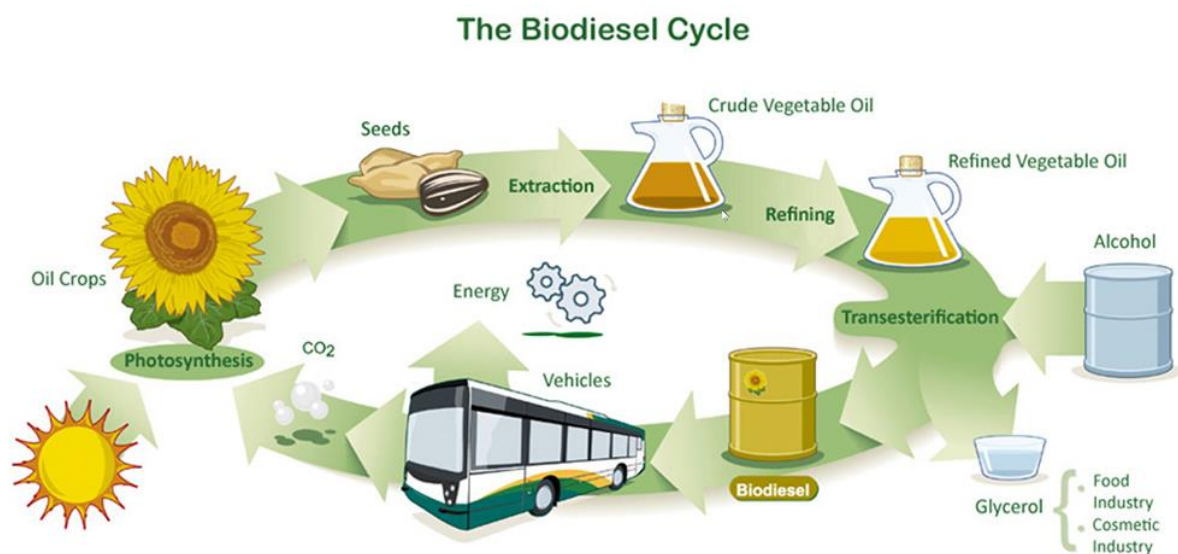 The Biodiesel Cycle
Crude Vegetable Oil
Seeds
Refined Vegetable Oil
Extraction
Refining
Alcohol
Oil Crops
Energy
Transesterification
Photosynthesis
CO2
Vehicles
Biodiesel
Glycerol
· Food
Industry
· Cosmetic
Industry